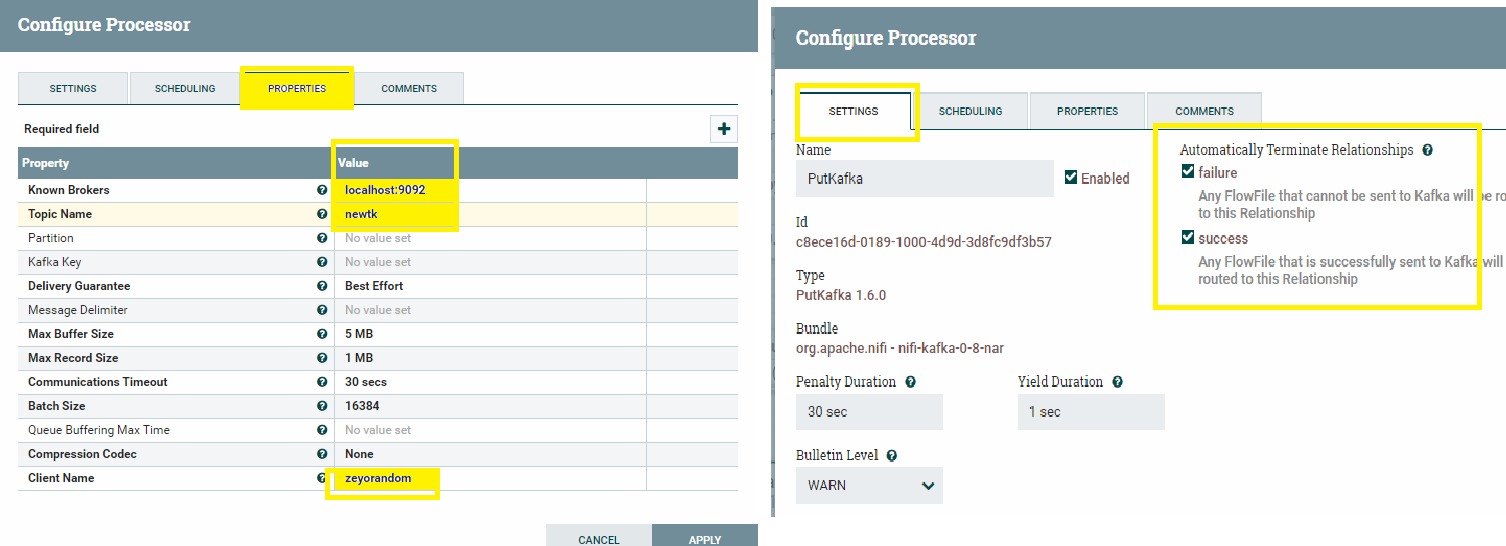 Configure Processor
SETTINGS SCHEDULING PROPERTIES COMMENTS
Required field
Property Value
Known Brokers localhost:9092
Topic Name newtk
Partition No value set
Kafka Key No value set
Delivery Guarantee Best Effort
Message Delimiter No value set
Max Buffer Size 5 MB
Max Record Size 1 MB
Communications Timeout 30 secs
Batch Size 16384
Queue Buffering Max Time No value set
Compression Codec None
Client Name zeyorandom
CANCEL APPLY
Configure Processor
SETTINGS SCHEDULING PROPERTIES COMMENTS
Name
PutKafka Enabled
Id
c8ece16d-0189-1000-4d9d-3d8fc9df3b57
Type
PutKafka 1.6.0
Bundle
org.apache.nifi - nifi-kafka-0-8-nar
Penalty Duration Yield Duration
30 sec 1 sec
Bulletin Level
WARN
Automatically Terminate Relationships
failure
Any FlowFile that cannot be sent to Kafka will be ro
to this Relationship
success
Any FlowFile that is successfully sent to Kafka will
routed to this Relationship